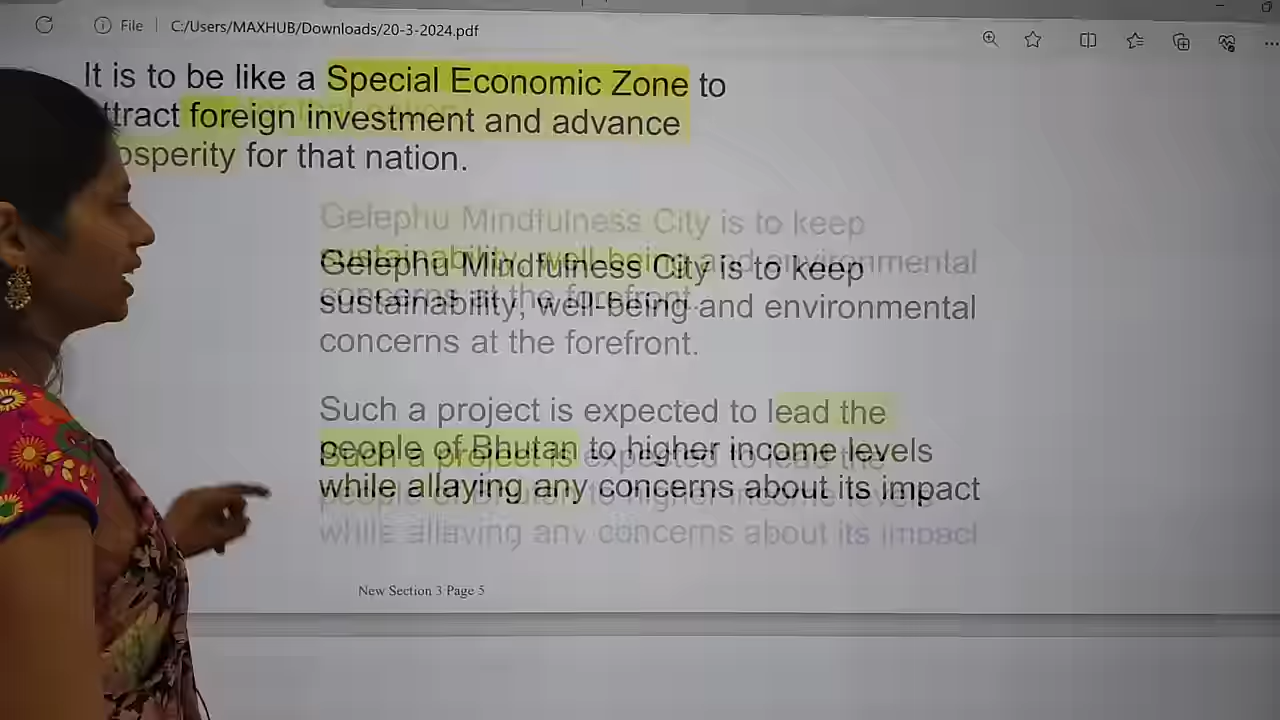 File
C:/Users/MAXHUB/Downloads/20-3-2024.pdf
It is to be like a Special Economic Zone to
foreign investment and advance
for that nation.
Gelephu Mindfulness City is to keep
sustainability, well-being and environmental
concerns at the forefront.
Such a project is expected to lead the
people of Bhutan to higher income levels
while allaying any concerns about its impact
New Section 3 Page 5